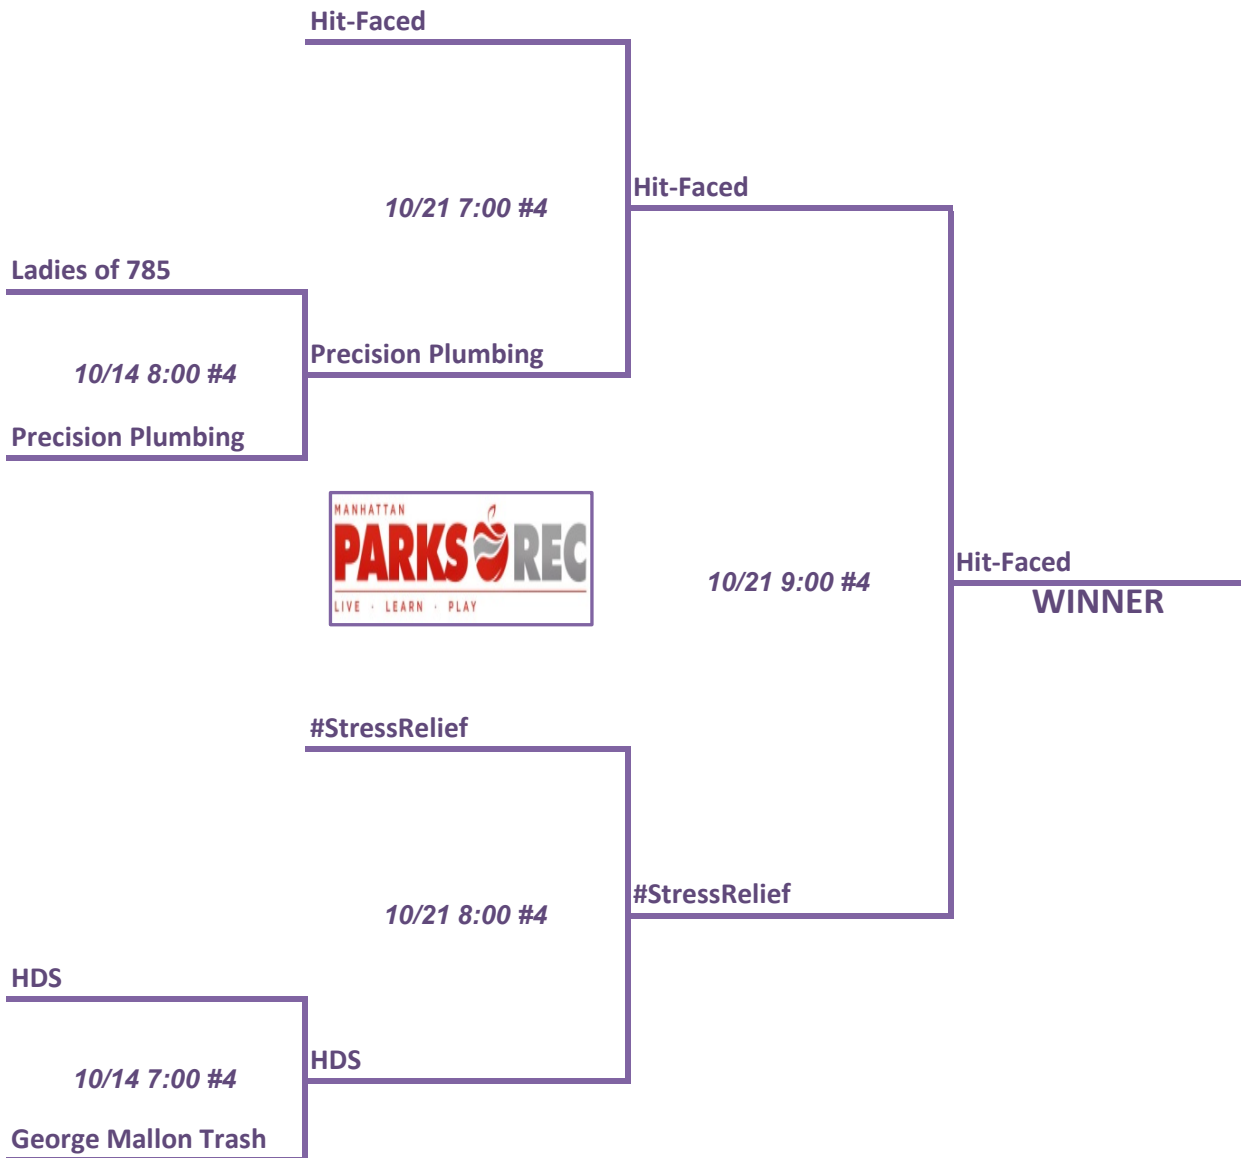 Hit-Faced
10/21 7:00 #4
Hit-Faced
Ladies of 785
10/14 8:00 #4
Precision Plumbing
Precision Plumbing
MANHATTAN
PARKS REC
LIVE · LEARN · PLAY
10/21 9:00 #4
Hit-Faced
WINNER
#StressRelief
10/21 8:00 #4
#StressRelief
HDS
10/14 7:00 #4
HDS
George Mallon Trash